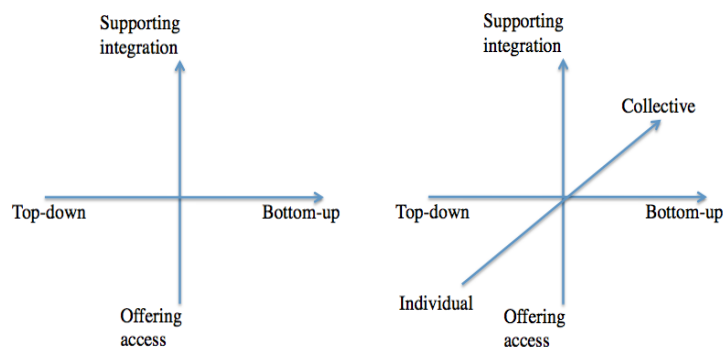 Supporting
integration
Top-down
Bottom-up
Offering
access
Supporting
integration
Collective
Top-down
Bottom-up
Individual
Offering
access